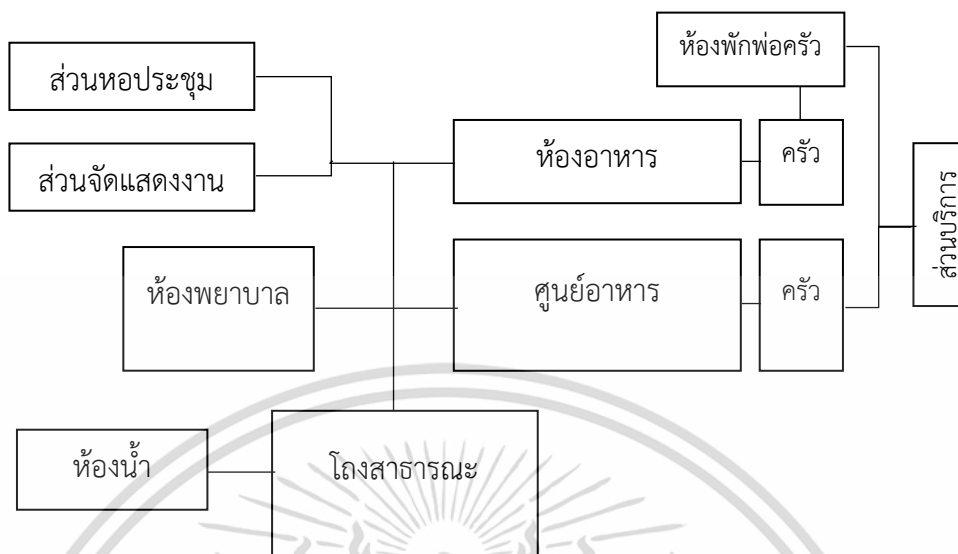 ห้องพักพ่อครัว
ส่วนหอประชุม
ห้องอาหาร
ครัว
ส่วนจัดแสดงงาน
ส่วนบริการ
ห้องพยาบาล
ศูนย์อาหาร
ครัว
ห้องน้ำ
โถงสาธารณะ